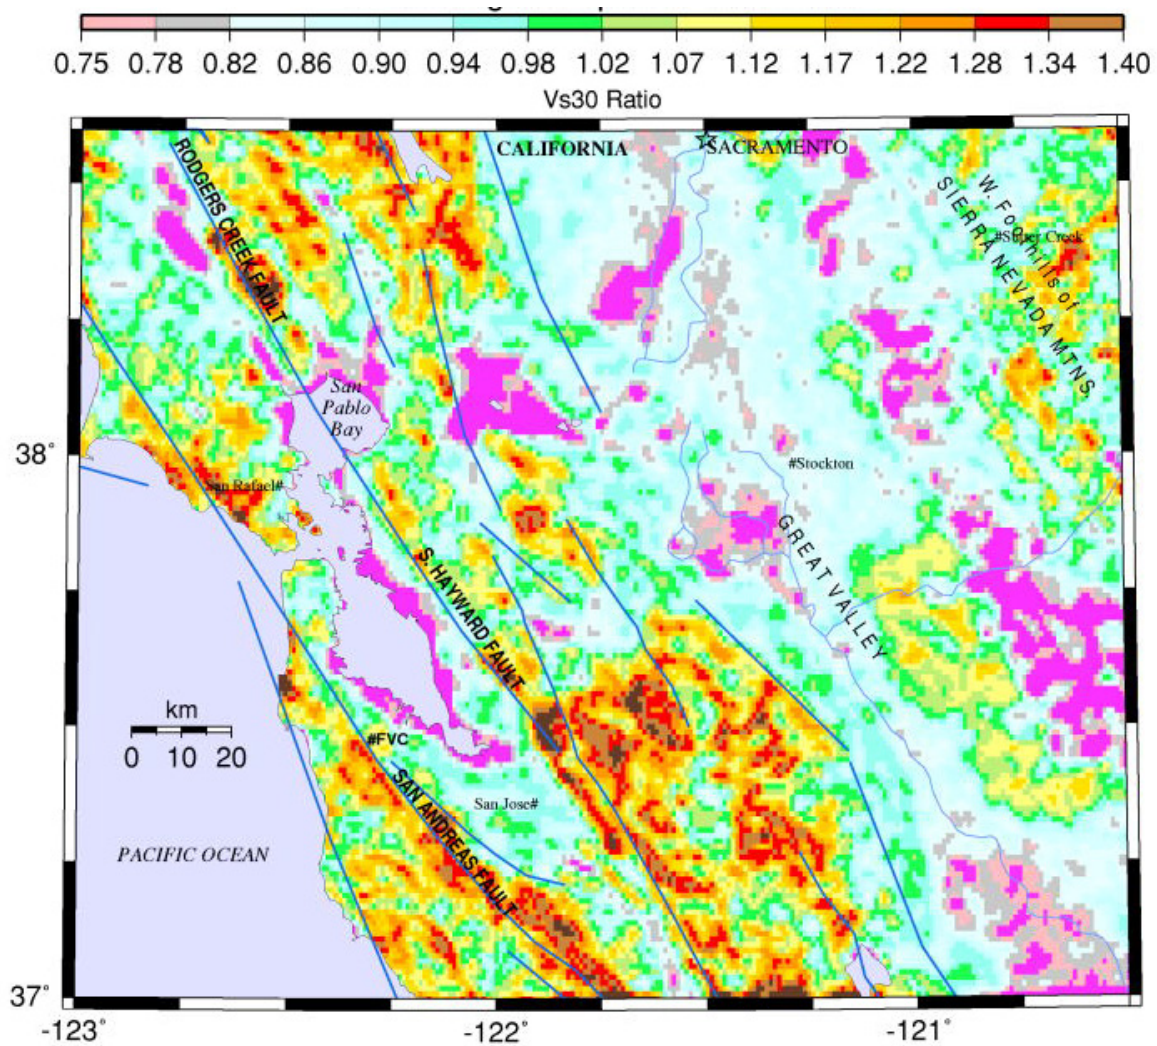 0.75 0.78 0.82 0.86 0.90 0.94 0.98 1.02 1.07 1.12 1.17 1.22 1.28 1.34 1.40
Vs30 Ratio
CALIFORNIA
SACRAMENTO
RODGERS CREEK FAULT
W. Foothills of
SIERRA NEVADA MTNS.
#Sutter Creek
San
Pablo
Bay
38°
#Stockton
San Rafael#
GREAT VALLEY
S. HAYWARD FAULT
km
0 10 20
#FVC
SAN ANDREAS FAULT
San Jose#
PACIFIC OCEAN
37°
-123° -122° -121°